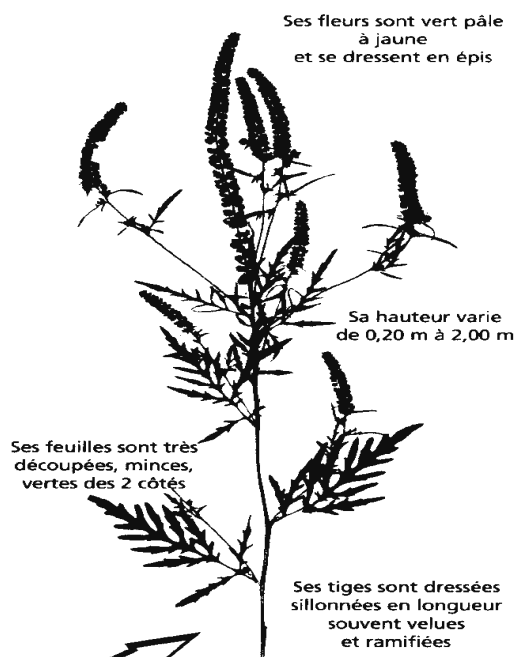 Ses fleurs sont vert pâle
à jaune
et se dressent en épis
Sa hauteur varie
de 0,20 m à 2,00 m
Ses feuilles sont très
découpées, minces,
vertes des 2 côtés
Ses tiges sont dressées
sillonnées en longueur
souvent velues
et ramifiées